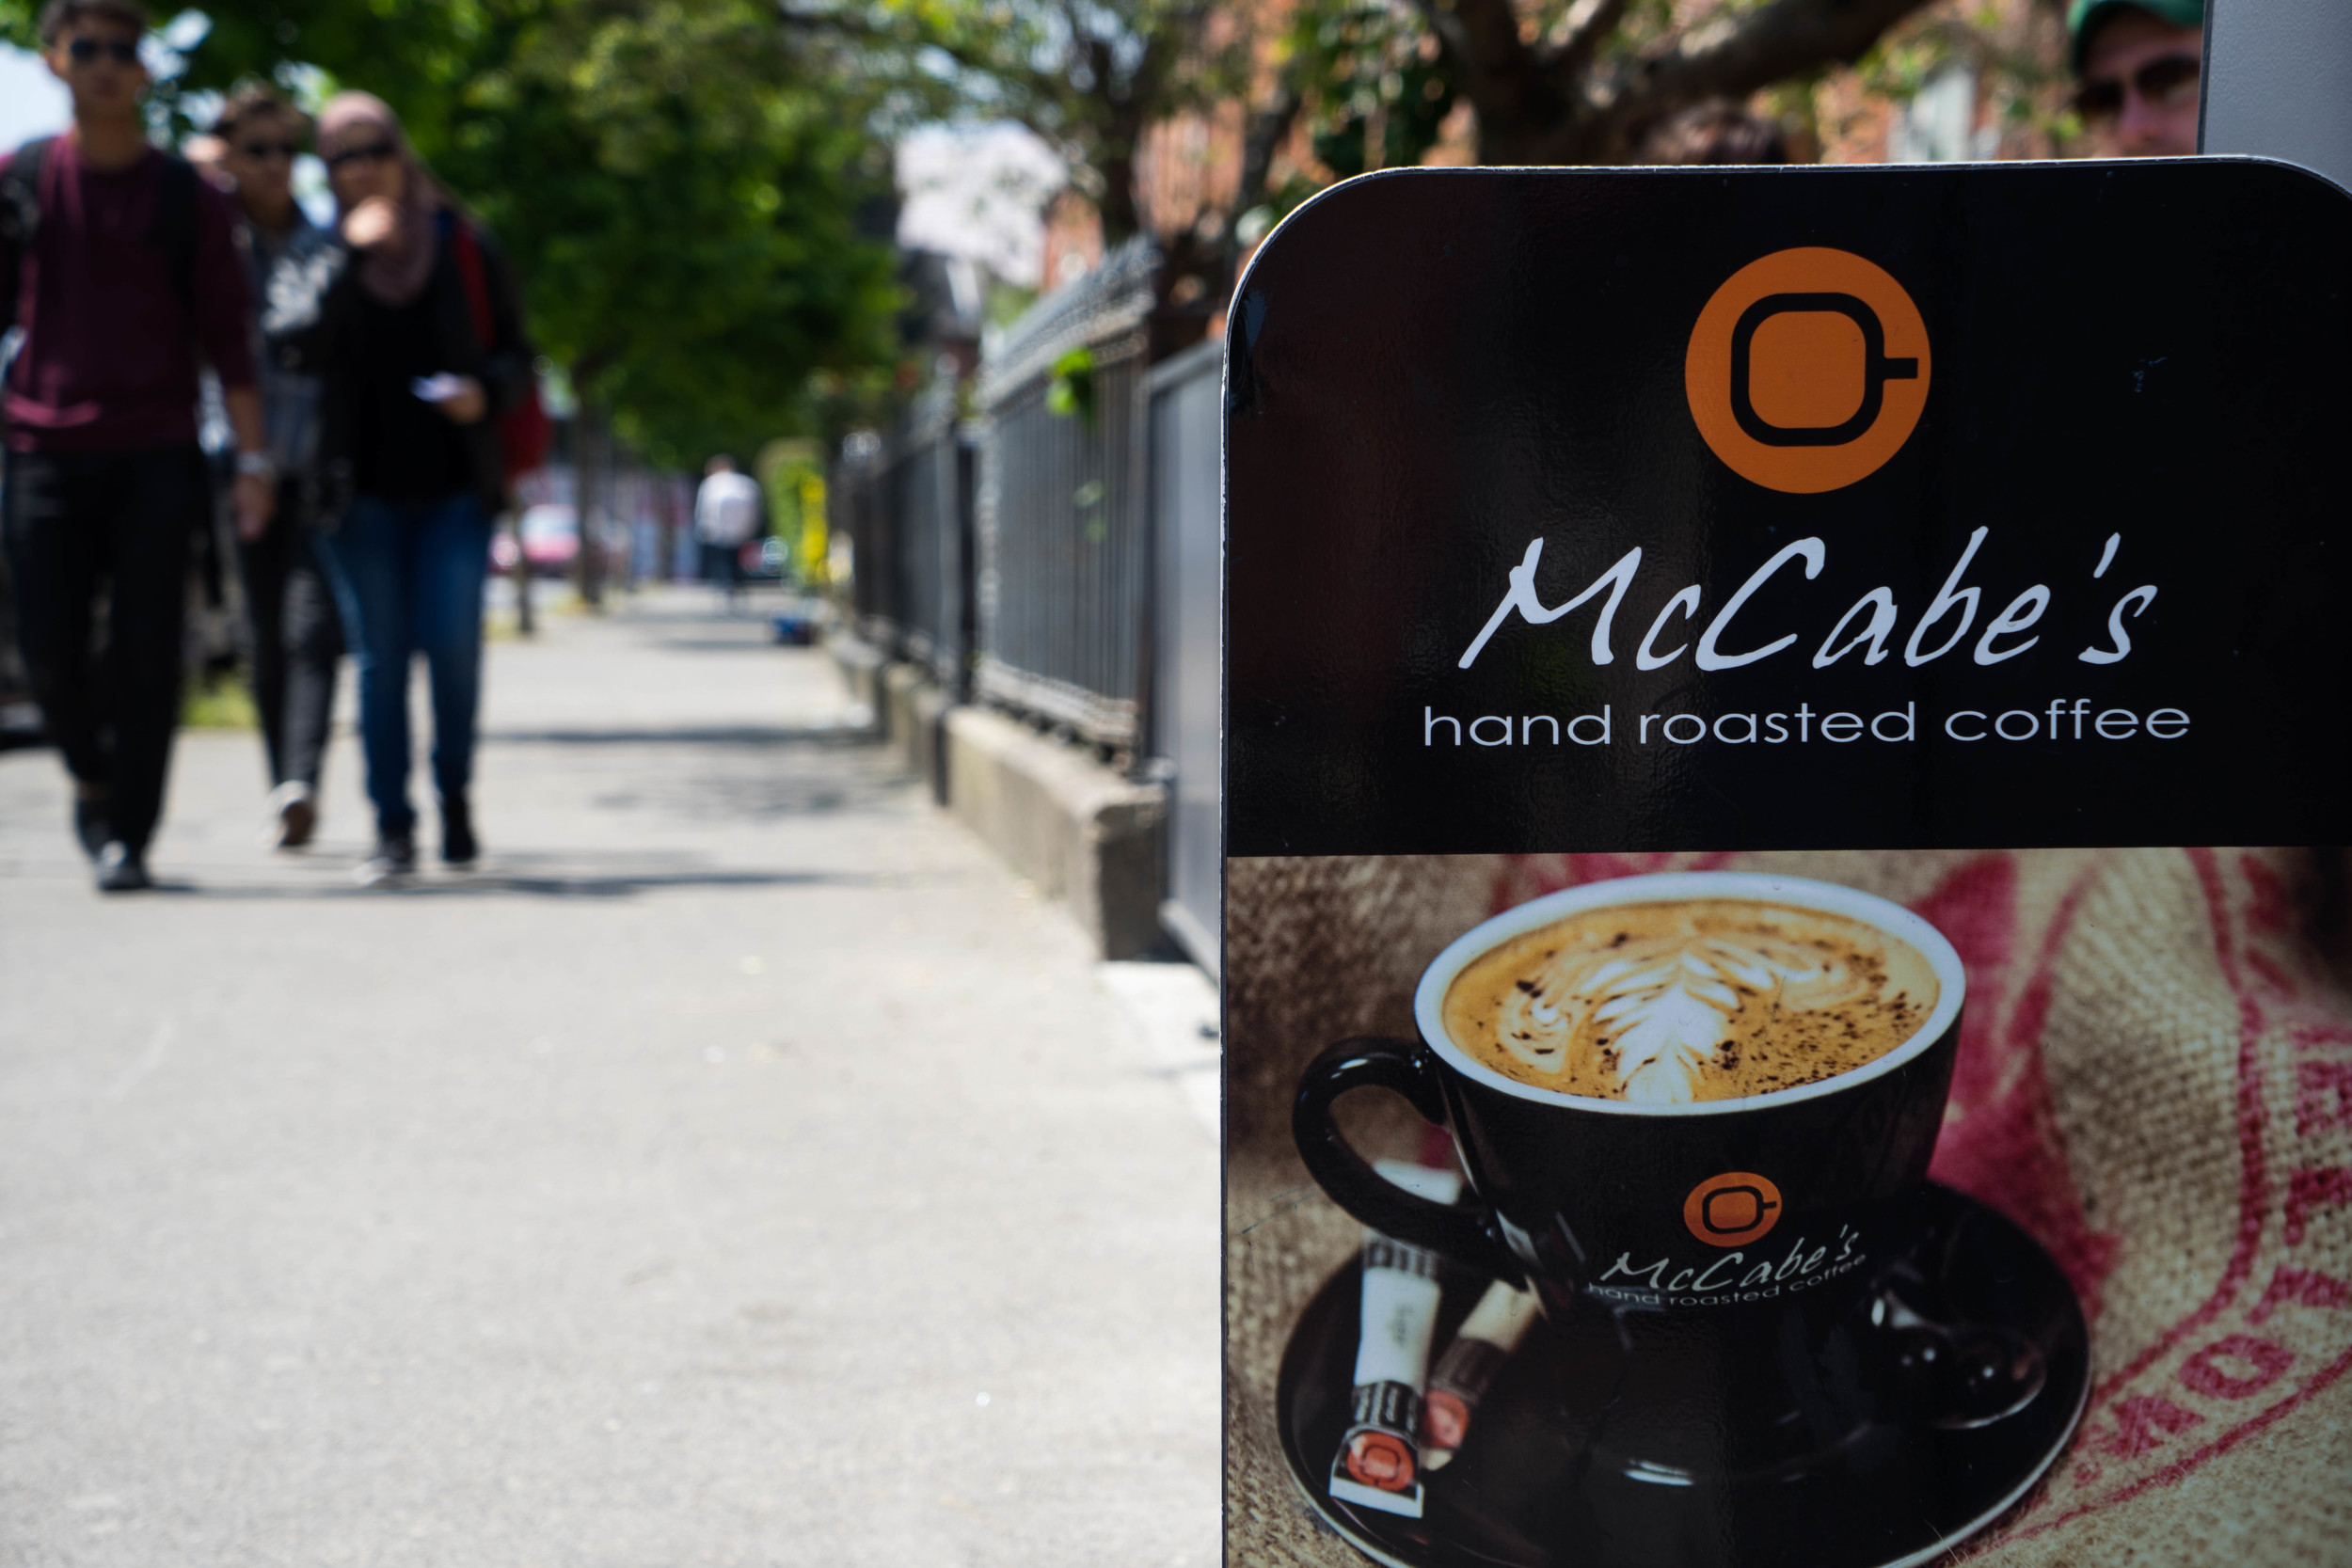 McCabe's
hand roasted coffee
McCabe's
hand roasted coffee